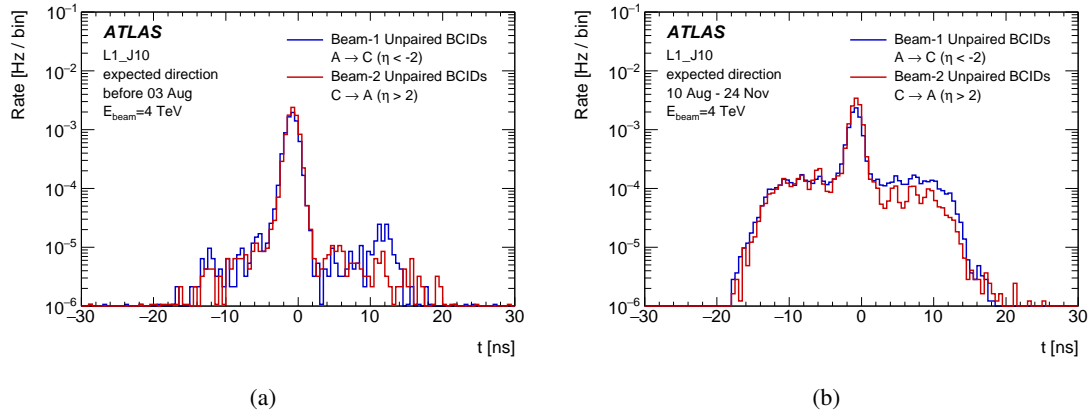 Rate [Hz / bin]
10⁻¹
10⁻²
10⁻³
10⁻⁴
10⁻⁵
10⁻⁶
ATLAS
L1_J10
expected direction
before 03 Aug
E_beam=4 TeV
Beam-1 Unpaired BCIDs
A → C (η < -2)
Beam-2 Unpaired BCIDs
C → A (η > 2)
−30 −20 −10 0 10 20 30
t [ns]
(a)
Rate [Hz / bin]
10⁻¹
10⁻²
10⁻³
10⁻⁴
10⁻⁵
10⁻⁶
ATLAS
L1_J10
expected direction
10 Aug - 24 Nov
E_beam=4 TeV
Beam-1 Unpaired BCIDs
A → C (η < -2)
Beam-2 Unpaired BCIDs
C → A (η > 2)
−30 −20 −10 0 10 20 30
t [ns]
(b)